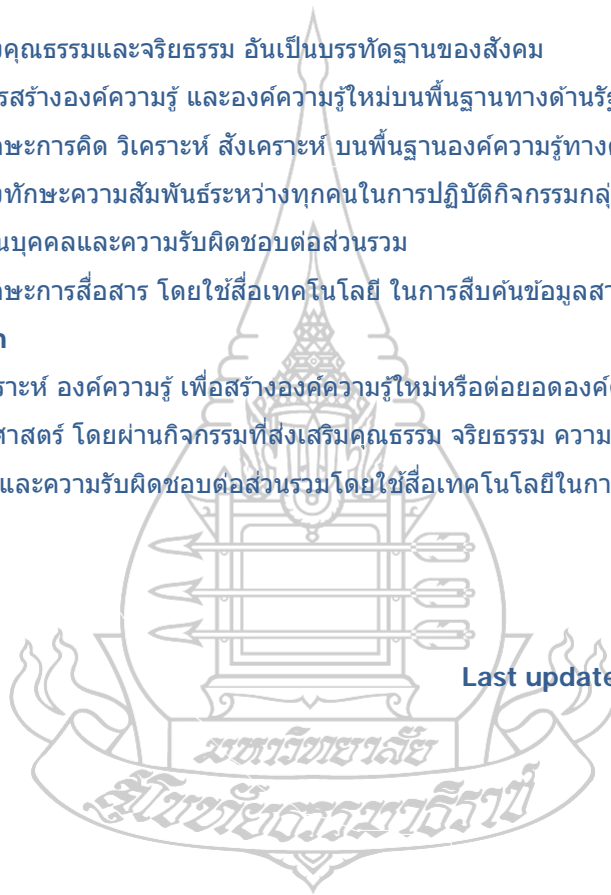 งคุณธรรมและจริยธรรม อันเป็นบรรทัดฐานของสังคม
รสร้างองค์ความรู้ และองค์ความรู้ใหม่บนพื้นฐานทางด้านรัฐ
กษะการคิด วิเคราะห์ สังเคราะห์ บนพื้นฐานองค์ความรู้ทาง
งทักษะความสัมพันธ์ระหว่างทุกคนในการปฏิบัติกิจกรรมกลุ่
นบุคคลและความรับผิดชอบต่อส่วนรวม
กษะการสื่อสาร โดยใช้สื่อเทคโนโลยี ในการสืบค้นข้อมูลสา
ราะห์ องค์ความรู้ เพื่อสร้างองค์ความรู้ใหม่หรือต่อยอดองค์
ศาสตร์ โดยผ่านกิจกรรมที่ส่งเสริมคุณธรรม จริยธรรม ความ
และความรับผิดชอบต่อส่วนรวมโดยใช้สื่อเทคโนโลยีในกา
Last update
มหาวิทยาลัย
สุโขทัยธรรมาธิราช